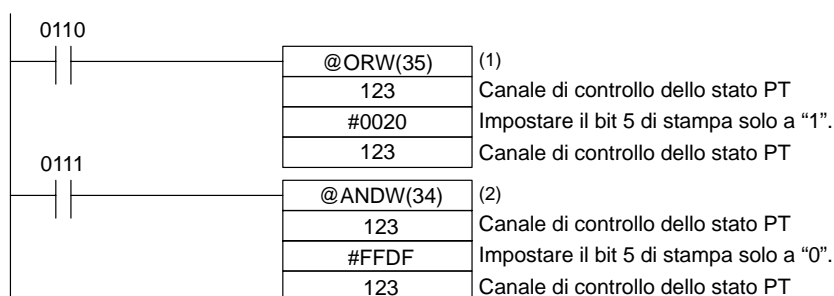 0110
@ORW(35) (1)
123 Canale di controllo dello stato PT
#0020 Impostare il bit 5 di stampa solo a “1”.
123 Canale di controllo dello stato PT
0111
@ANDW(34) (2)
123 Canale di controllo dello stato PT
#FFDF Impostare il bit 5 di stampa solo a “0”.
123 Canale di controllo dello stato PT